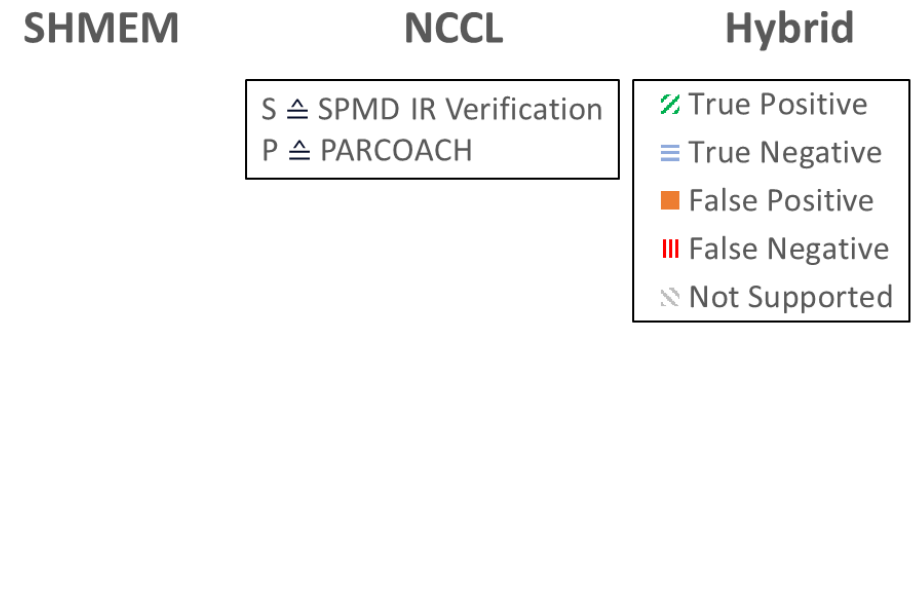 SHMEM NCCL Hybrid
S ≙ SPMD IR Verification
P ≙ PARCOACH
True Positive
True Negative
False Positive
False Negative
Not Supported